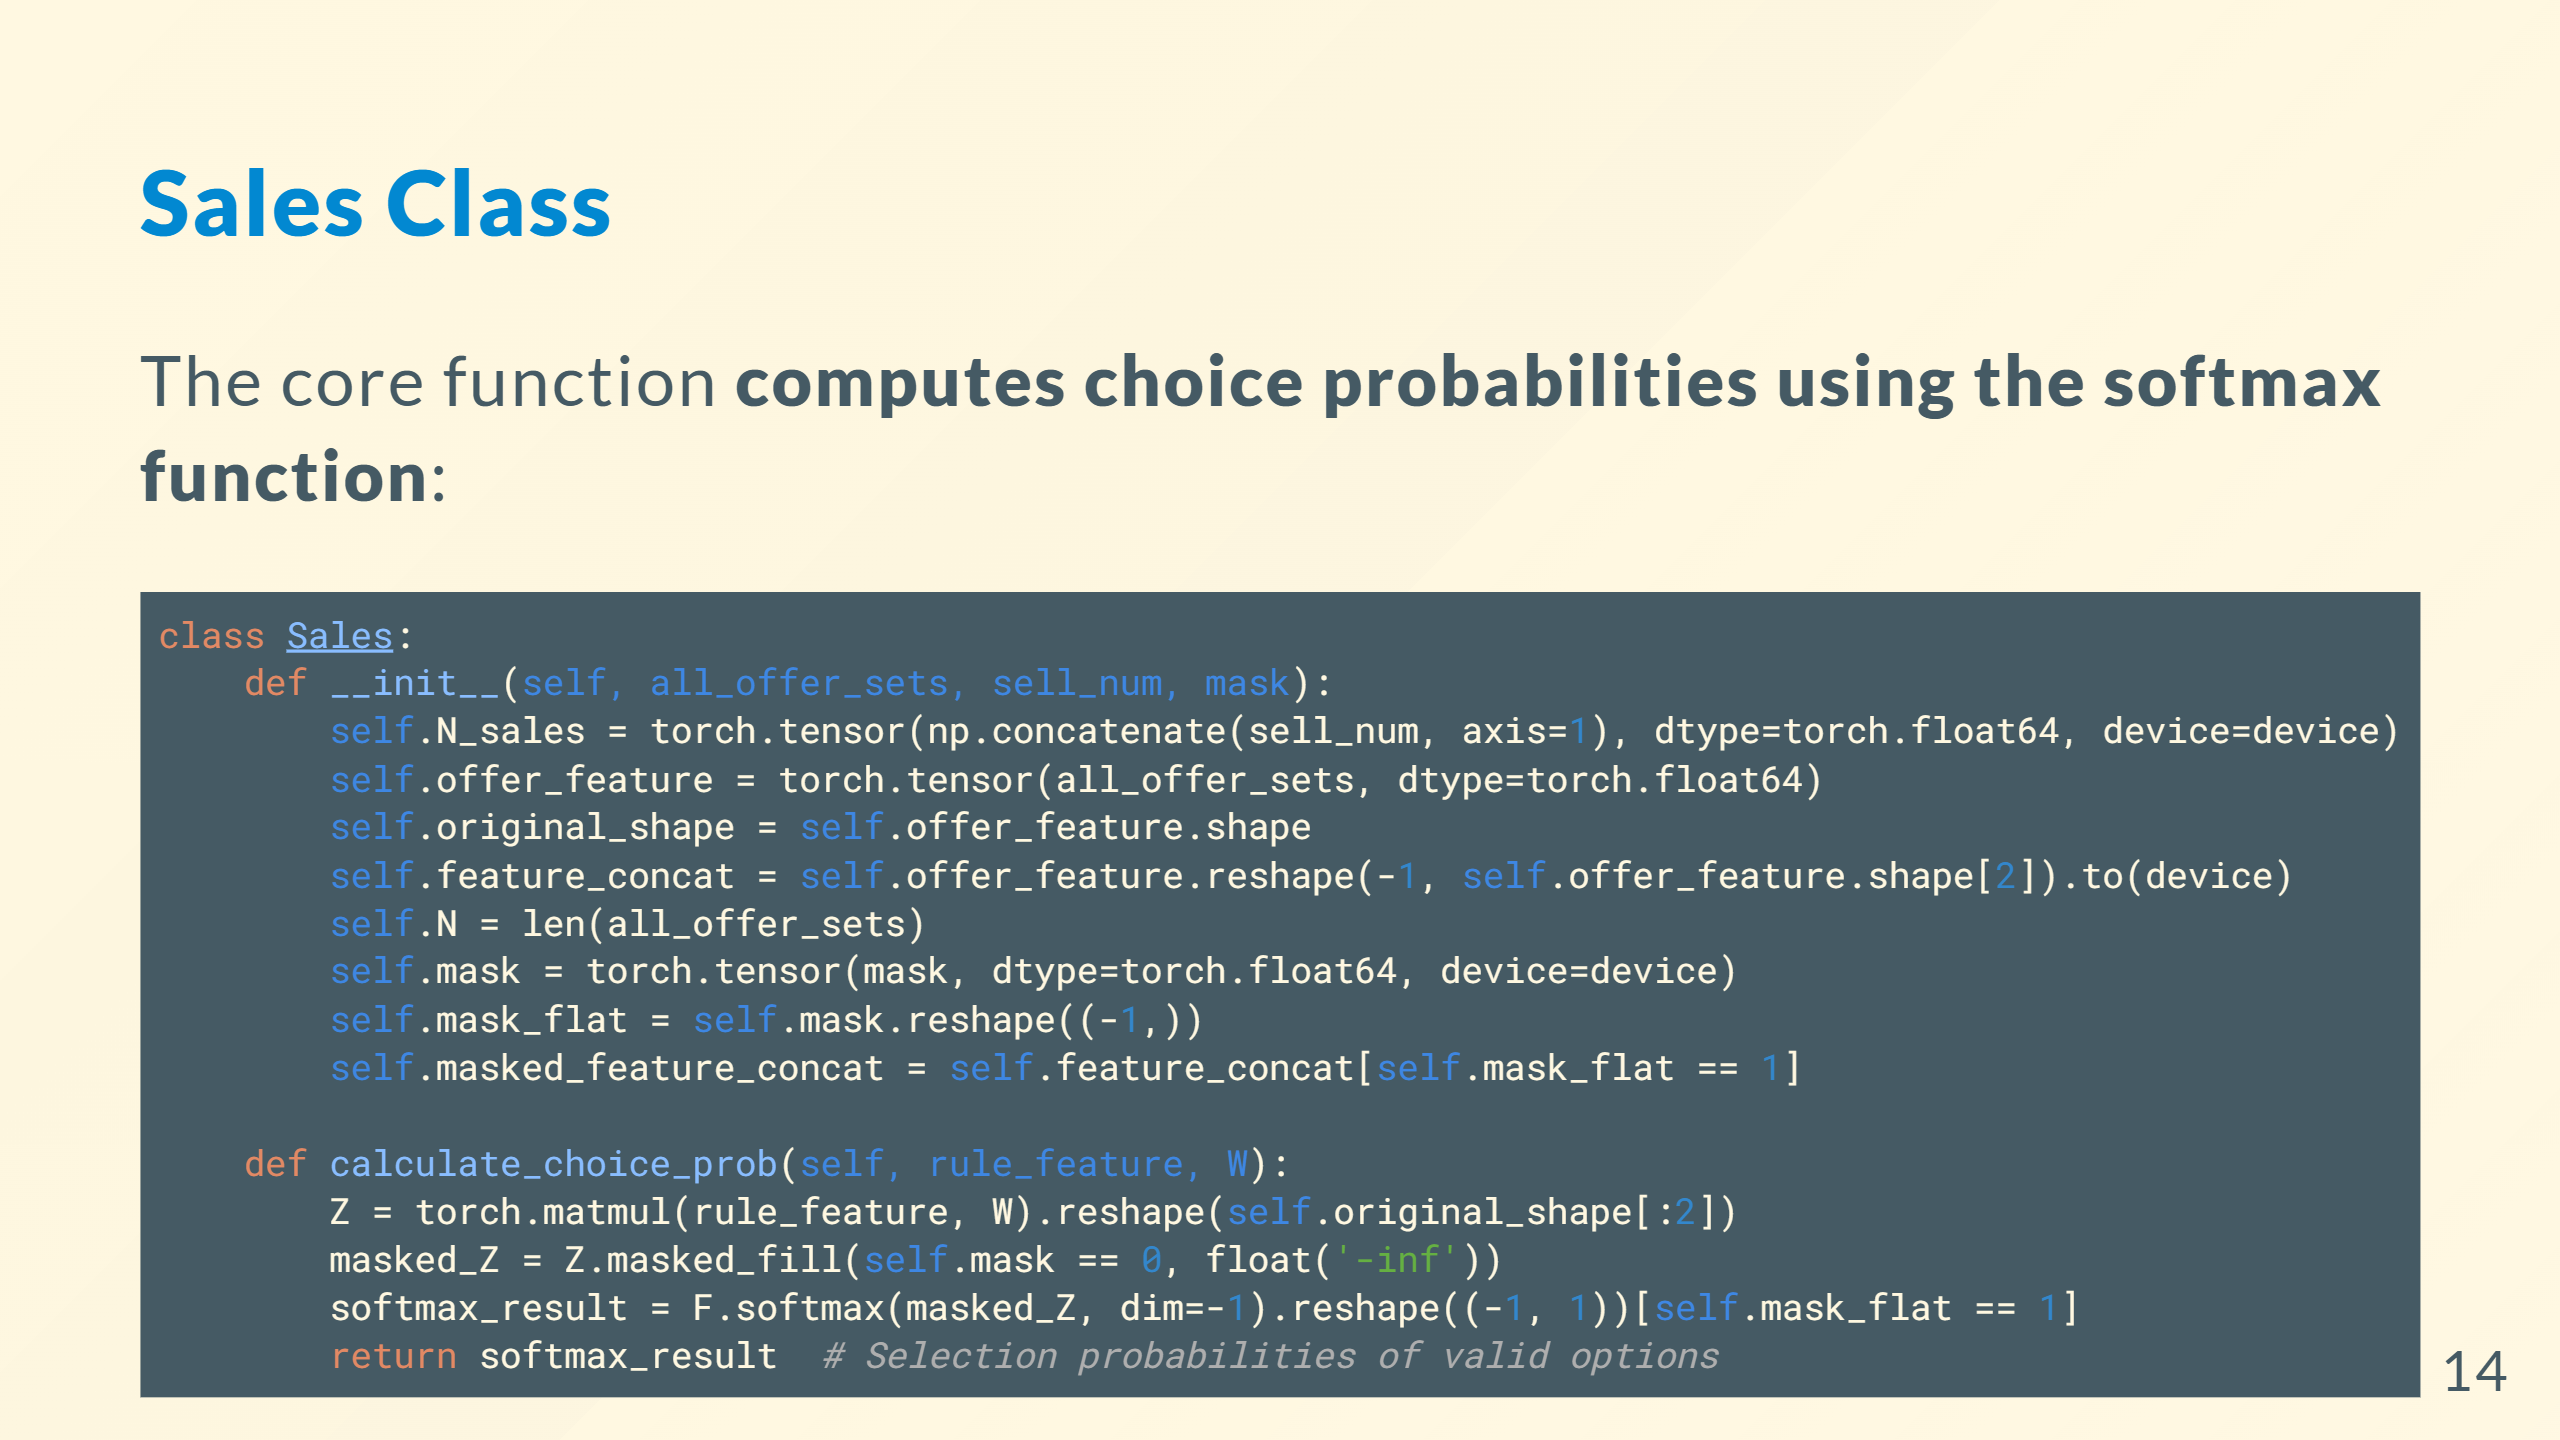 Sales Class
The core function computes choice probabilities using the softmax
function:
class Sales:
    def __init__(self, all_offer_sets, sell_num, mask):
        self.N_sales = torch.tensor(np.concatenate(sell_num, axis=1), dtype=torch.float64, device=device)
        self.offer_feature = torch.tensor(all_offer_sets, dtype=torch.float64)
        self.original_shape = self.offer_feature.shape
        self.feature_concat = self.offer_feature.reshape(-1, self.offer_feature.shape[2]).to(device)
        self.N = len(all_offer_sets)
        self.mask = torch.tensor(mask, dtype=torch.float64, device=device)
        self.mask_flat = self.mask.reshape((-1,))
        self.masked_feature_concat = self.feature_concat[self.mask_flat == 1]
    def calculate_choice_prob(self, rule_feature, W):
        Z = torch.matmul(rule_feature, W).reshape(self.original_shape[:2])
        masked_Z = Z.masked_fill(self.mask == 0, float('-inf'))
        softmax_result = F.softmax(masked_Z, dim=-1).reshape((-1, 1))[self.mask_flat == 1]
        return softmax_result  # Selection probabilities of valid options
14